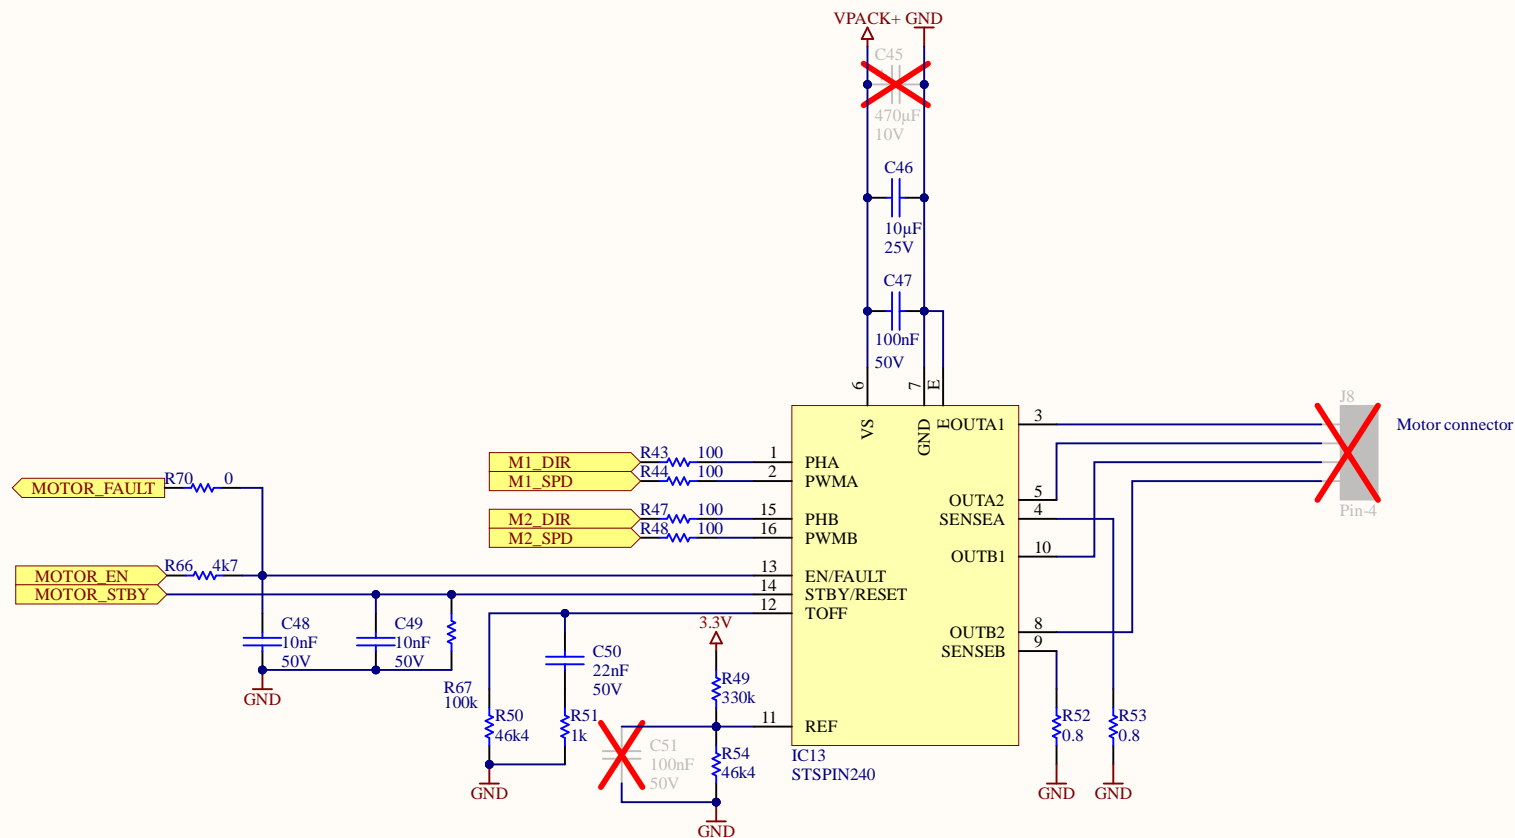 VPACK+ GND
C45
470µF
10V
C46
10µF
25V
C47
100nF
50V
6
7
E
VS
GND
E
OUTA1
3
J8
Motor connector
Pin-4
M1_DIR
R43
100
1
PHA
M1_SPD
R44
100
2
PWMA
MOTOR_FAULT
R70
0
OUTA2
5
M2_DIR
R47
100
15
PHB
SENSEA
4
M2_SPD
R48
100
16
PWMB
OUTB1
10
MOTOR_EN
R66
4k7
13
EN/FAULT
MOTOR_STBY
14
STBY/RESET
12
TOFF
C48
10nF
50V
C49
10nF
50V
GND
R67
100k
C50
22nF
50V
3.3V
OUTB2
8
SENSEB
9
R49
330k
R50
46k4
R51
1k
GND
C51
100nF
50V
11
REF
R54
46k4
GND
IC13
STSPIN240
R52
0.8
GND
R53
0.8
GND